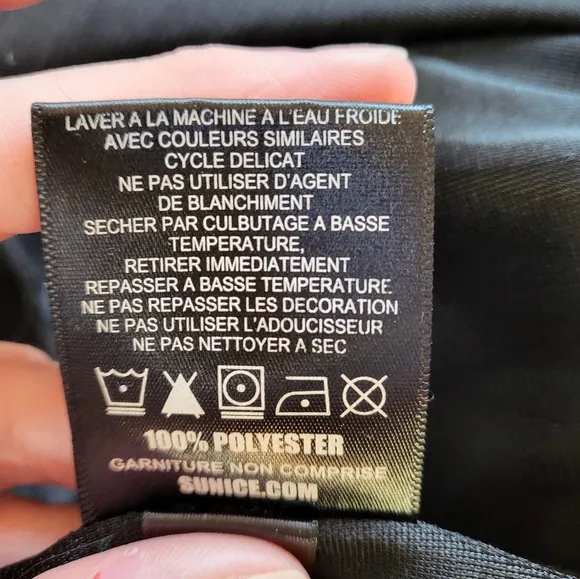 LAVER A LA MACHINE A L'EAU FROIDE
AVEC COULEURS SIMILAIRES
CYCLE DELICAT
NE PAS UTILISER D'AGENT
DE BLANCHIMENT
SECHER PAR CULBUTAGE A BASSE
TEMPERATURE,
RETIRER IMMEDIATEMENT
REPASSER A BASSE TEMPERATURE.
NE PAS REPASSER LES DECORATION
NE PAS UTILISER L'ADOUCISSEUR
NE PAS NETTOYER A SEC
100% POLYESTER
GARNITURE NON COMPRISE
SUNICE.COM